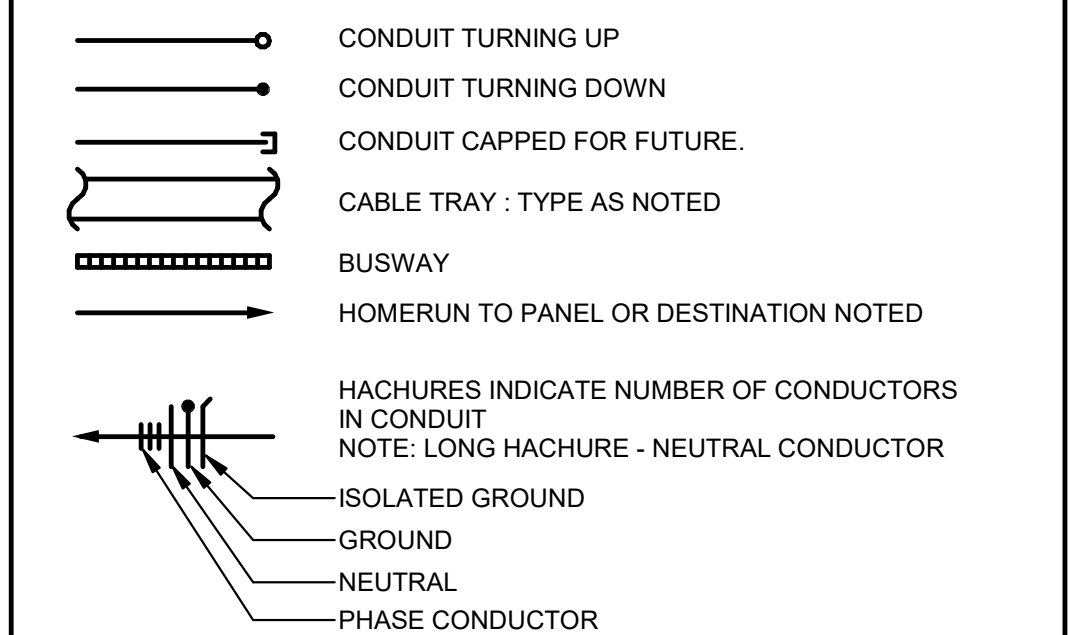 CONDUIT TURNING UP
CONDUIT TURNING DOWN
CONDUIT CAPPED FOR FUTURE.
CABLE TRAY : TYPE AS NOTED
BUSWAY
HOMERUN TO PANEL OR DESTINATION NOTED
HACHURES INDICATE NUMBER OF CONDUCTORS
IN CONDUIT
NOTE: LONG HACHURE - NEUTRAL CONDUCTOR
ISOLATED GROUND
GROUND
NEUTRAL
PHASE CONDUCTOR